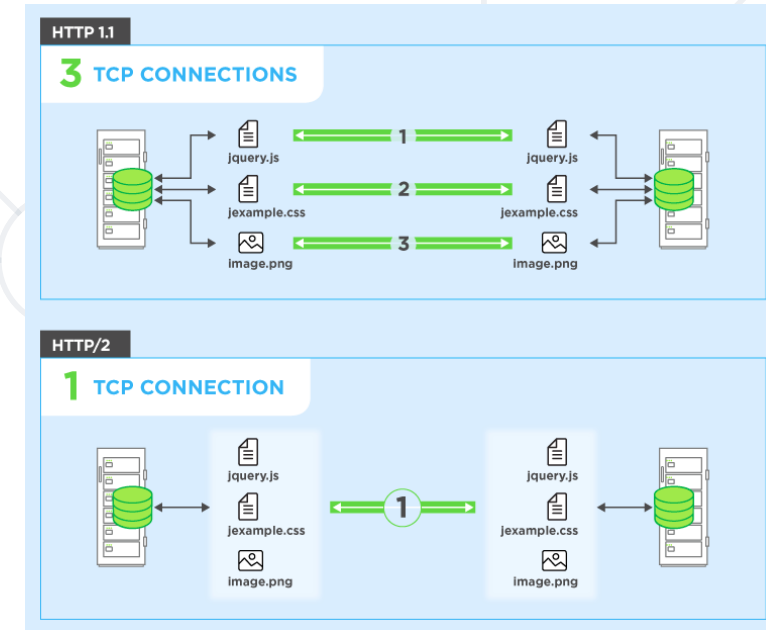 HTTP 1.1
3 TCP CONNECTIONS
jquery.js 1 jquery.js
jexample.css 2 jexample.css
image.png 3 image.png
HTTP/2
1 TCP CONNECTION
jquery.js jquery.js
1
jexample.css jexample.css
image.png image.png